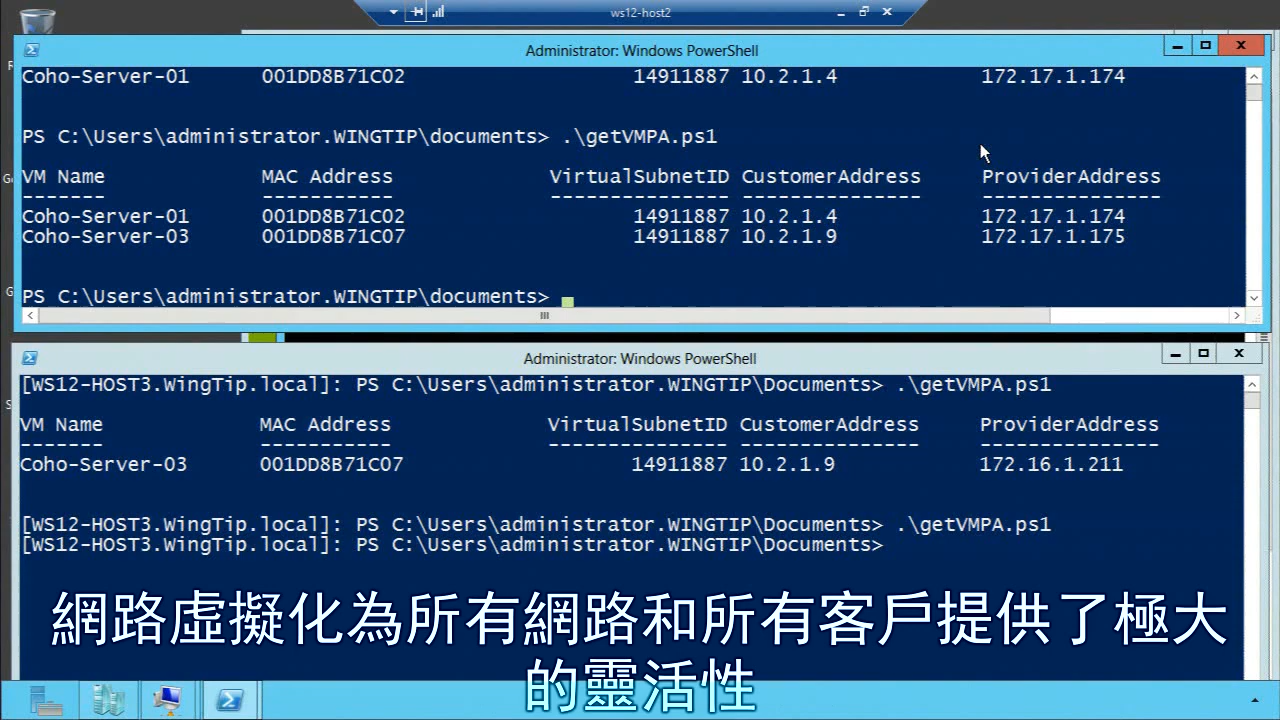 ws12-host2
Administrator: Windows PowerShell
Coho-Server-01 001DD8B71C02 14911887 10.2.1.4 172.17.1.174
PS C:\Users\administrator.WINGTIP\documents> .\getVMPA.ps1
VM Name MAC Address VirtualSubnetID CustomerAddress ProviderAddress
------- ----------- --------------- --------------- ---------------
Coho-Server-01 001DD8B71C02 14911887 10.2.1.4 172.17.1.174
Coho-Server-03 001DD8B71C07 14911887 10.2.1.9 172.17.1.175
PS C:\Users\administrator.WINGTIP\documents>
Administrator: Windows PowerShell
[WS12-HOST3.WingTip.local]: PS C:\Users\administrator.WINGTIP\Documents> .\getVMPA.ps1
VM Name MAC Address VirtualSubnetID CustomerAddress ProviderAddress
------- ----------- --------------- --------------- ---------------
Coho-Server-03 001DD8B71C07 14911887 10.2.1.9 172.16.1.211
[WS12-HOST3.WingTip.local]: PS C:\Users\administrator.WINGTIP\Documents> .\getVMPA.ps1
[WS12-HOST3.WingTip.local]: PS C:\Users\administrator.WINGTIP\Documents>
網路虛擬化為所有網路和所有客戶提供了極大
的靈活性